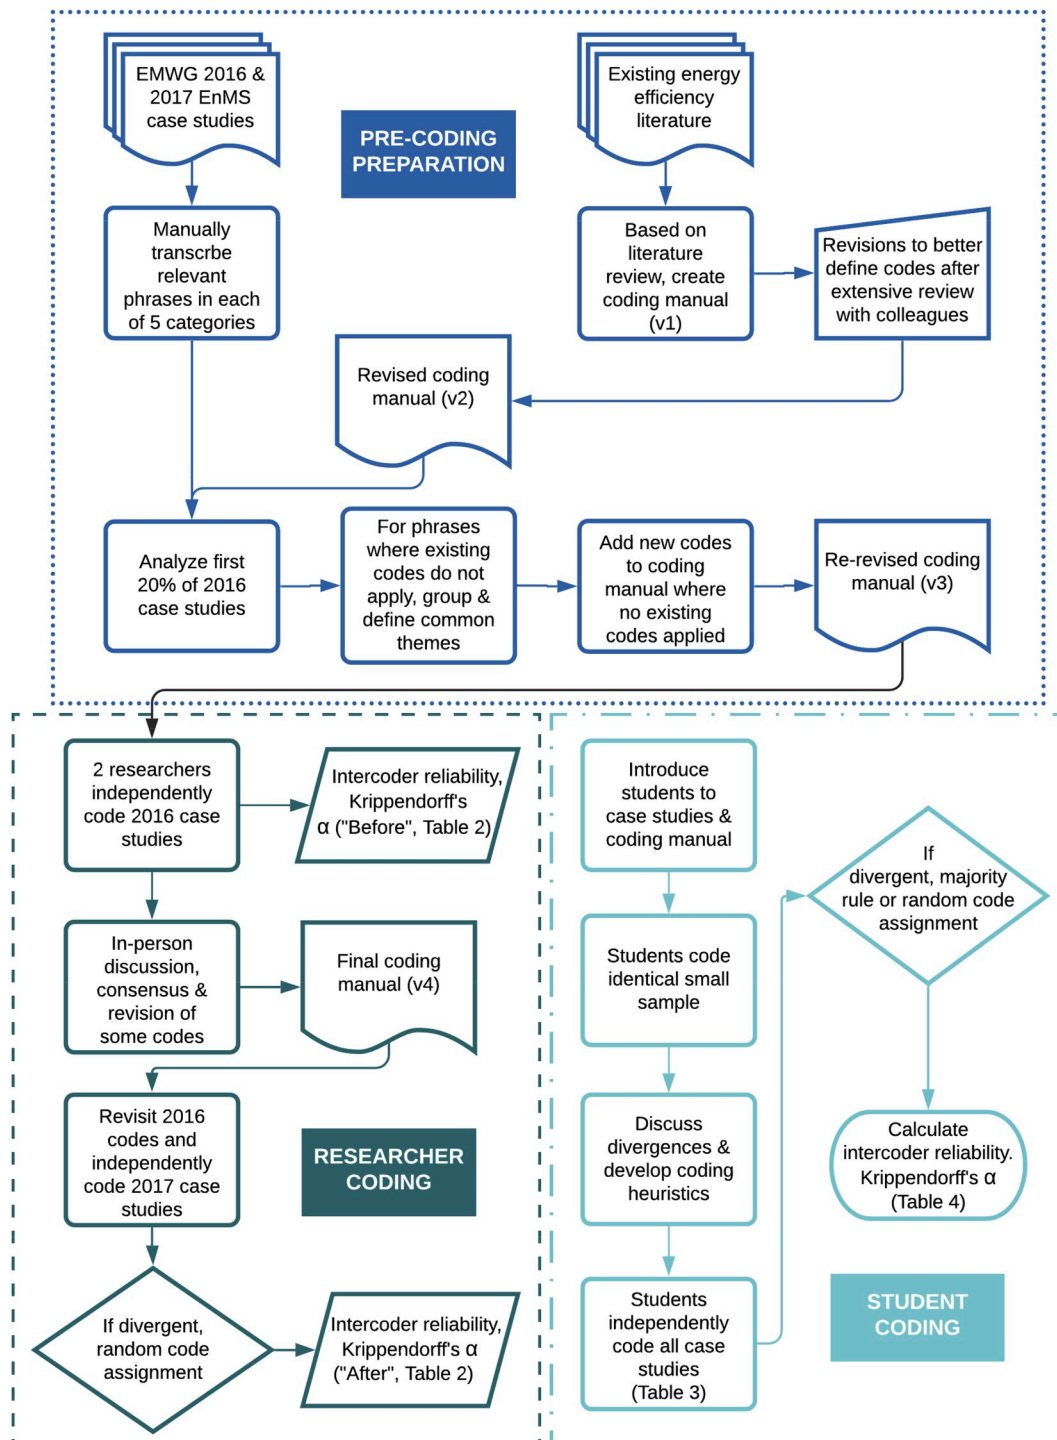 EMWG 2016 &
2017 EnMS
case studies
Existing energy
efficiency
literature
PRE-CODING
PREPARATION
Manually
transcrbe
relevant
phrases in each
of 5 categories
Based on
literature
review, create
coding manual
(v1)
Revisions to better
define codes after
extensive review
with colleagues
Revised coding
manual (v2)
Analyze first
20% of 2016
case studies
For phrases
where existing
codes do not
apply, group &
define common
themes
Add new codes
to coding
manual where
no existing
codes applied
Re-revised coding
manual (v3)
2 researchers
independently
code 2016 case
studies
Intercoder reliability,
Krippendorff's
α ("Before", Table 2)
In-person
discussion,
consensus &
revision of
some codes
Final coding
manual (v4)
Revisit 2016
codes and
independently
code 2017 case
studies
RESEARCHER
CODING
If divergent,
random code
assignment
Intercoder reliability,
Krippendorff's α
("After", Table 2)
Introduce
students to
case studies &
coding manual
Students code
identical small
sample
Discuss
divergences &
develop coding
heuristics
Students
independently
code all case
studies
(Table 3)
If
divergent, majority
rule or random code
assignment
Calculate
intercoder reliability.
Krippendorff's α
(Table 4)
STUDENT
CODING